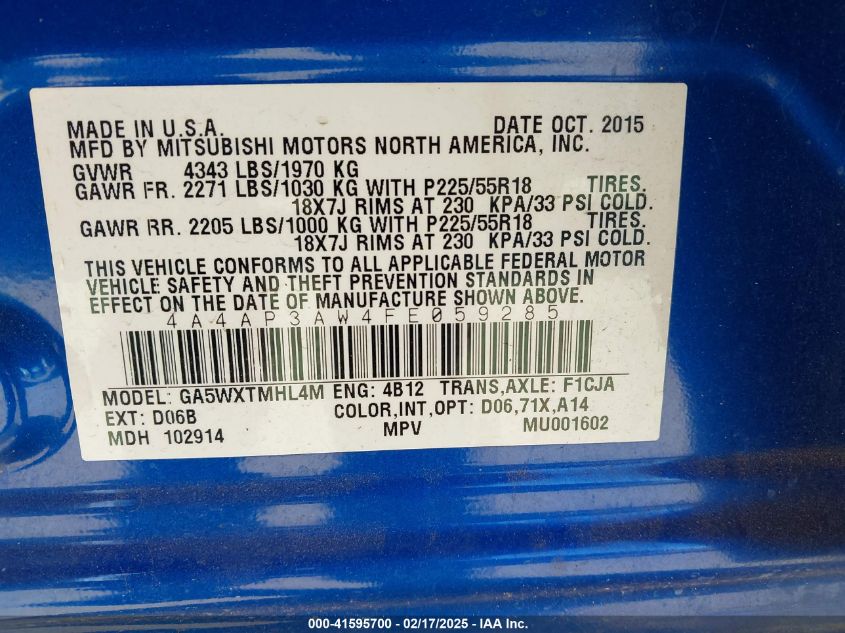 MADE IN U.S.A. DATE OCT. 2015
MFD BY MITSUBISHI MOTORS NORTH AMERICA, INC.
GVWR 4343 LBS/1970 KG
GAWR FR. 2271 LBS/1030 KG WITH P225/55R18 TIRES.
18X7J RIMS AT 230 KPA/33 PSI COLD.
GAWR RR. 2205 LBS/1000 KG WITH P225/55R18 TIRES.
18X7J RIMS AT 230 KPA/33 PSI COLD.
THIS VEHICLE CONFORMS TO ALL APPLICABLE FEDERAL MOTOR
VEHICLE SAFETY AND THEFT PREVENTION STANDARDS IN
EFFECT ON THE DATE OF MANUFACTURE SHOWN ABOVE.
4A4AP3AW4FE059285
MODEL: GA5WXTMHL4M ENG: 4B12 TRANS,AXLE: F1CJA
EXT: D06B COLOR,INT,OPT: D06,71X,A14
MDH 102914 MPV MU001602
000-41595700 - 02/17/2025 - IAA Inc.